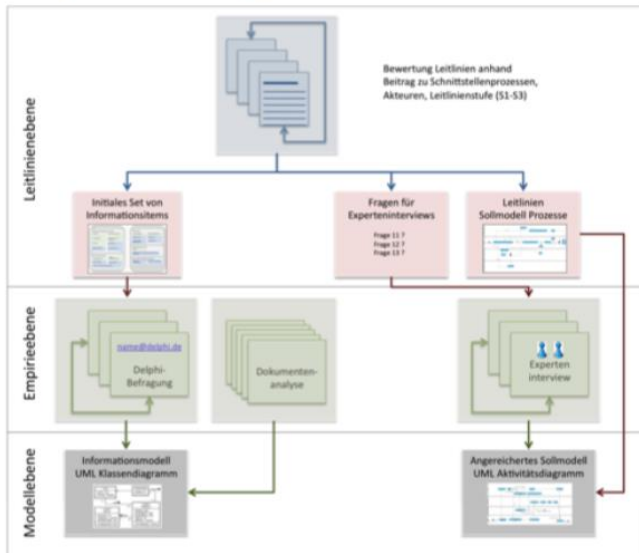 Leitlinienebene
Bewertung Leitlinien anhand
Beitrag zu Schnittstellenprozessen,
Akteuren, Leitlinienstufe (S1-S3)
Initiales Set von
Informationsitems
Fragen für
Experteninterviews
Frage 11 ?
Frage 12 ?
Frage 13 ?
Leitlinien
Sollmodell Prozesse
Empirieebene
name@delphi.de
Delphi-
Befragung
Dokumenten-
analyse
Experten
interview
Modellebene
Informationsmodell
UML Klassendiagramm
Angereichertes Sollmodell
UML Aktivitätsdiagramm